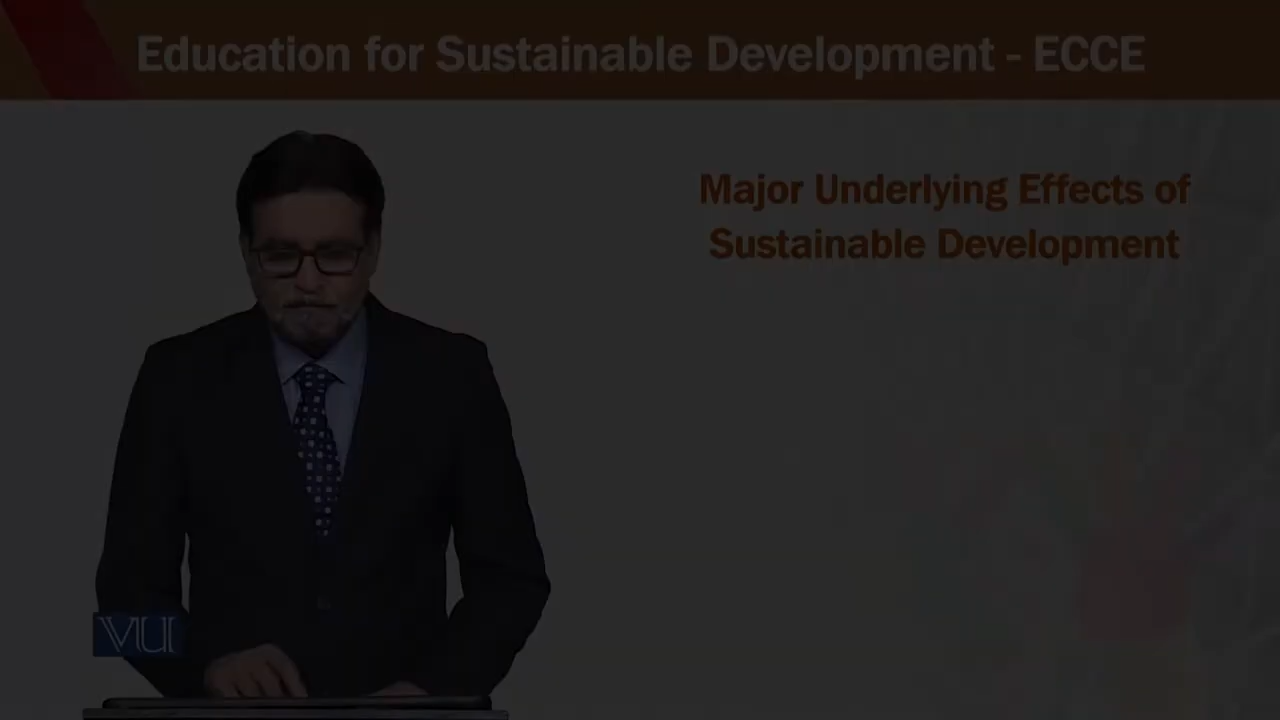 Education for Sustainable Development - ECCE
Major Underlying Effects of
Sustainable Development
VU